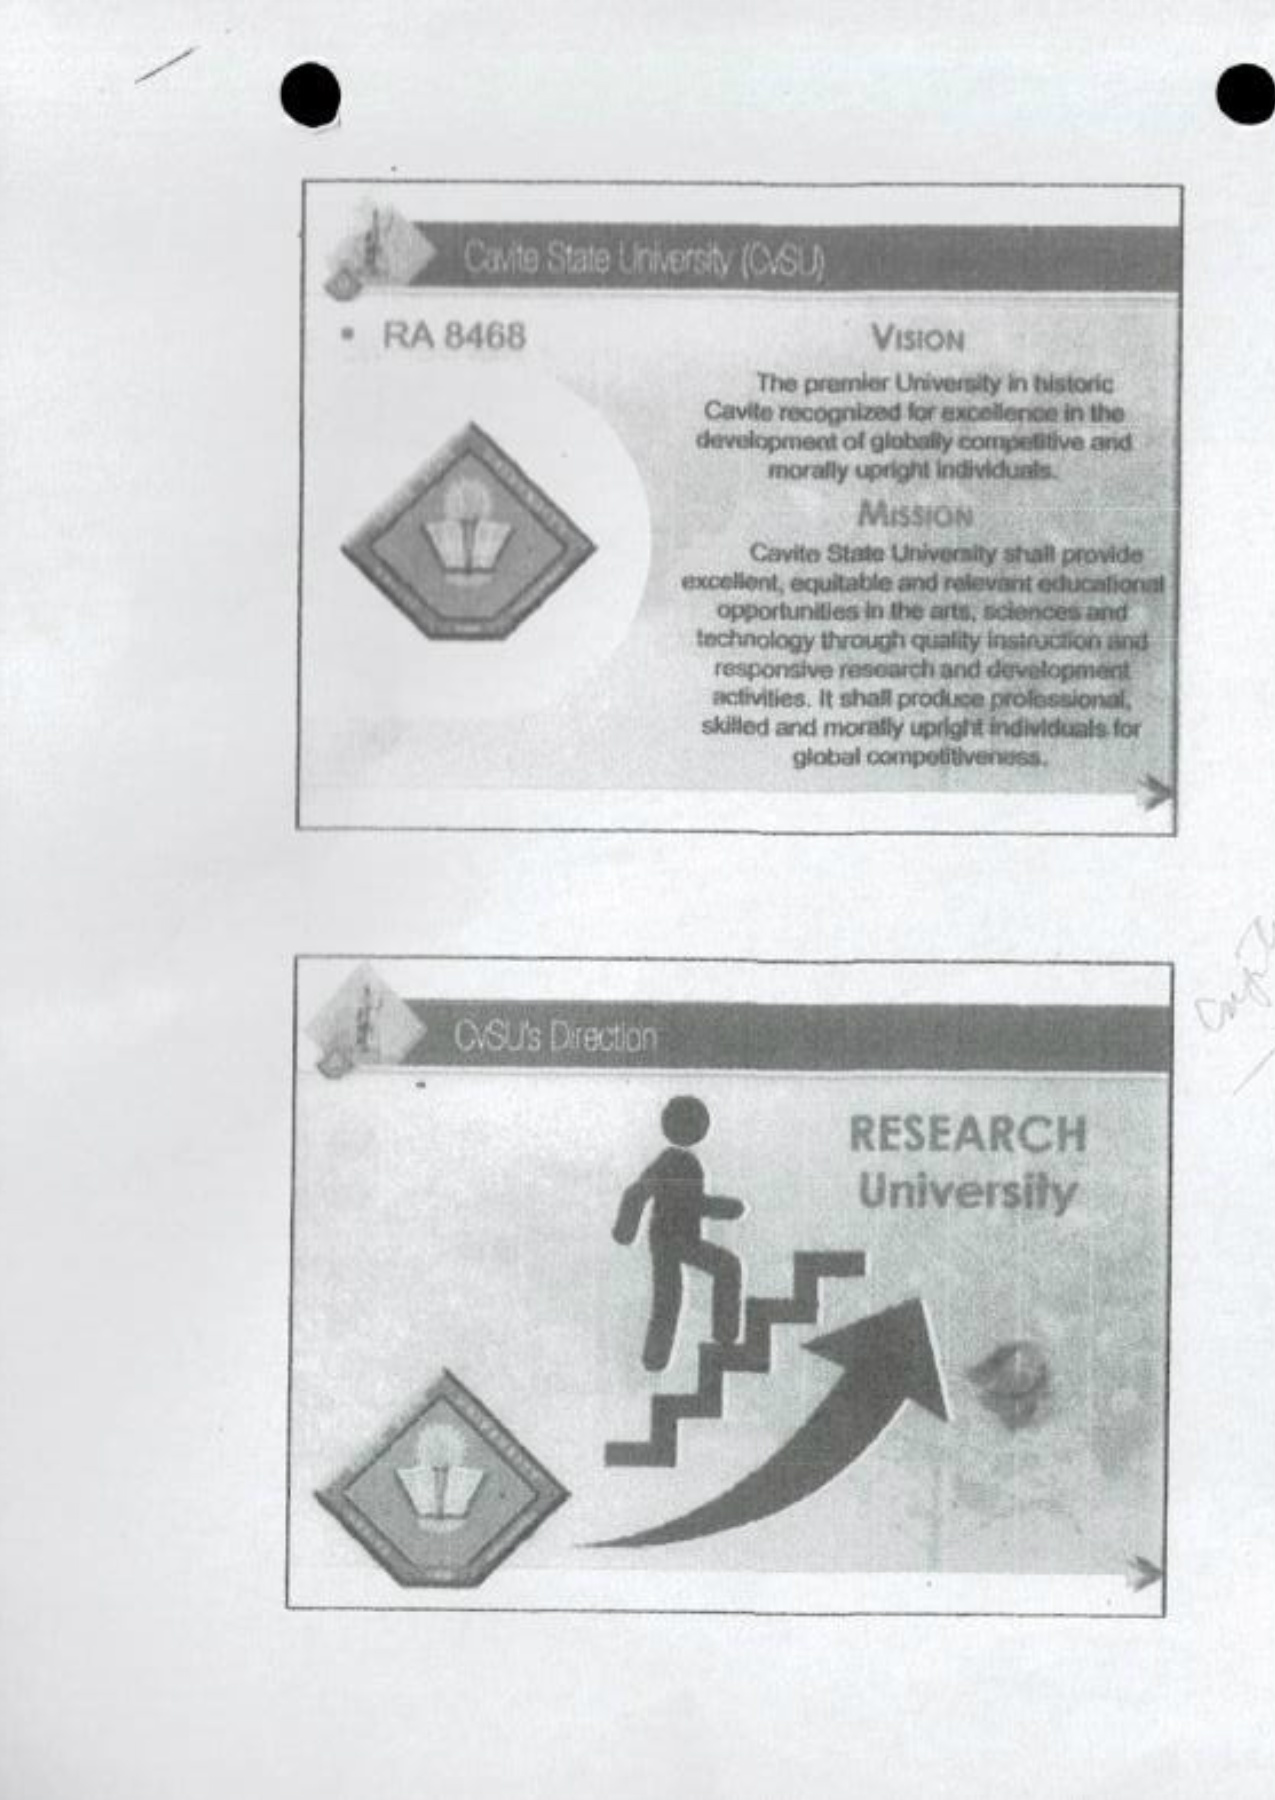 Cavite State University (CvSU)
• RA 8468
VISION
The premier University in historic
Cavite recognized for excellence in the
development of globally competitive and
morally upright individuals.
MISSION
Cavite State University shall provide
excellent, equitable and relevant educational
opportunities in the arts, sciences and
technology through quality instruction and
responsive research and development
activities. It shall produce professional,
skilled and morally upright individuals for
global competitiveness.
CvSU's Direction
RESEARCH
University